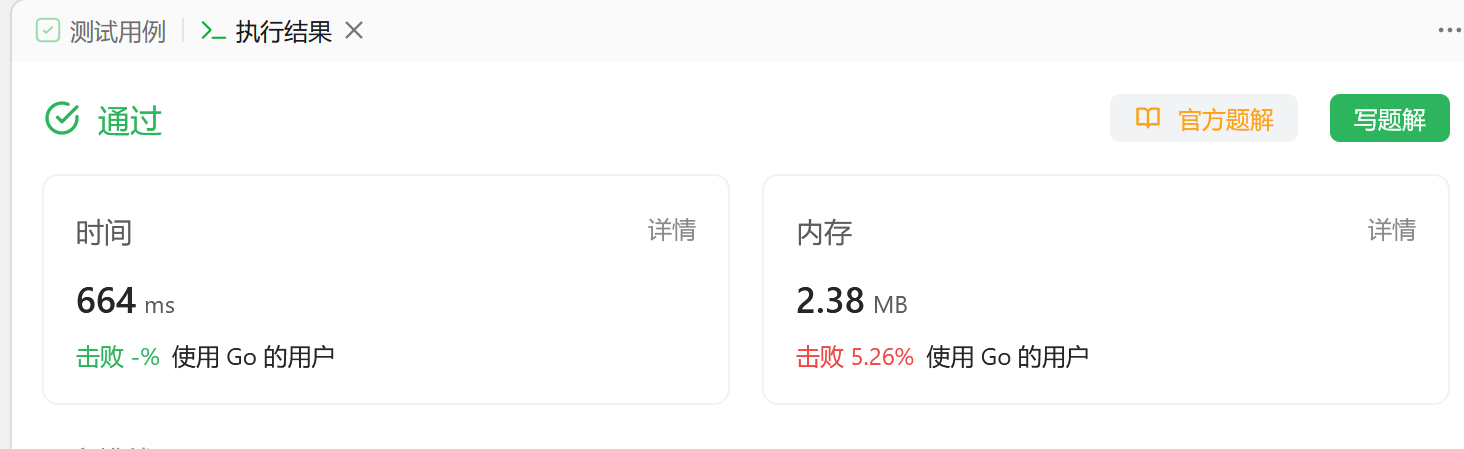 测试用例 执行结果
通过 官方题解 写题解
时间 详情
664 ms
击败 -% 使用 Go 的用户
内存 详情
2.38 MB
击败 5.26% 使用 Go 的用户